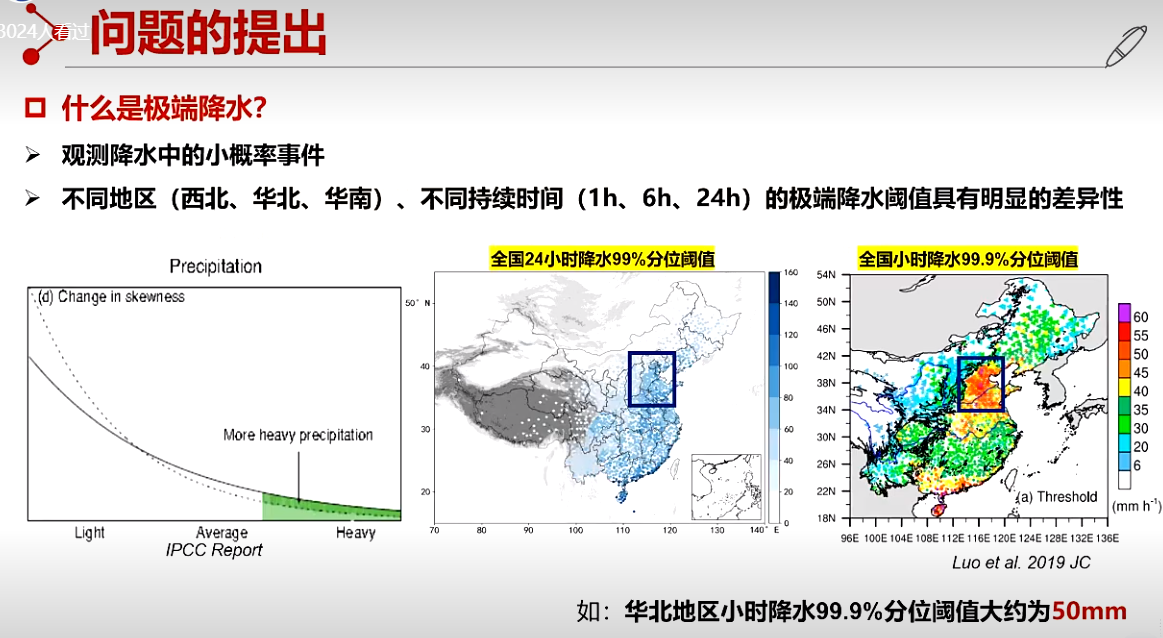 3024人看过
问题的提出
什么是极端降水?
观测降水中的小概率事件
不同地区（西北、华北、华南）、不同持续时间（1h、6h、24h）的极端降水阈值具有明显的差异性
Precipitation
(d) Change in skewness
More heavy precipitation
Light Average Heavy
IPCC Report
全国24小时降水99%分位阈值
50° N
40
30
20
70 80 90 100 110 120 130 140° E
160
140
120
100
80
60
40
20
0
全国小时降水99.9%分位阈值
54N
50N
46N
42N
38N
34N
30N
26N
22N
18N
96E 100E 104E 108E 112E 116E 120E 124E 128E 132E 136E
(a) Threshold
60
55
50
45
40
35
30
20
6
(mm h⁻¹)
Luo et al. 2019 JC
如：华北地区小时降水99.9%分位阈值大约为50mm